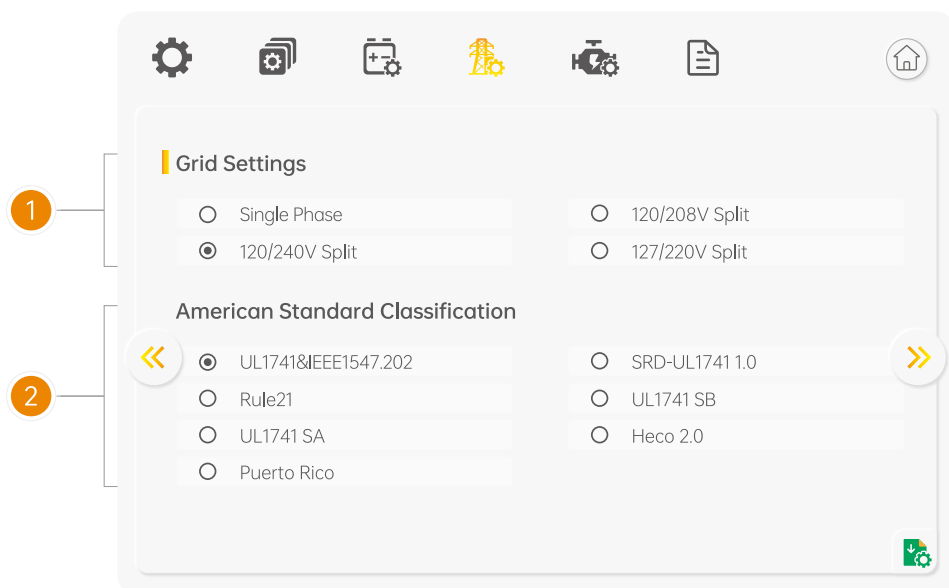 Grid Settings
1
Single Phase
120/208V Split
120/240V Split
127/220V Split
American Standard Classification
UL1741&IEEE1547.202
SRD-UL1741 1.0
2
Rule21
UL1741 SB
UL1741 SA
Heco 2.0
Puerto Rico